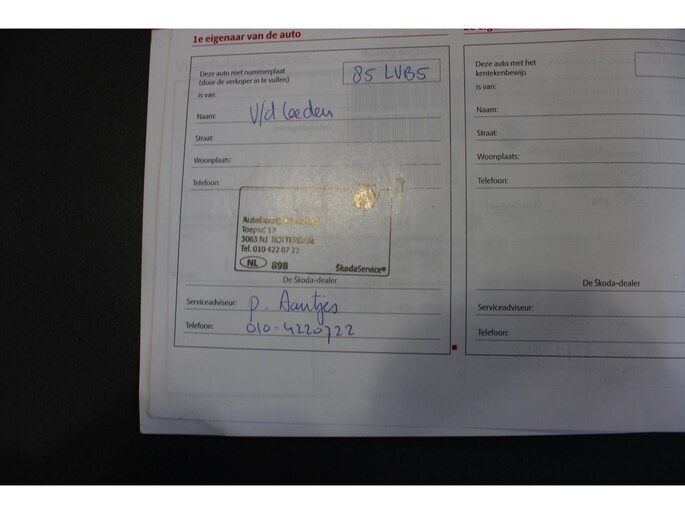 1e eigenaar van de auto
Deze auto met nummerplaat
(door de verkoper in te vullen)
85 LVB5
is van:
Naam: V/d Leeden
Straat:
Woonplaats:
Telefoon:
Toepad 19
3063 NJ ROTTERDAM
Tel. 010 422 07 22
NL 898 ŠkodaService®
De Škoda-dealer
Serviceadviseur: P. Aantjes
Telefoon: 010-4220722
Deze auto met het
kentekenbewijs
is van:
Naam:
Straat:
Woonplaats:
Telefoon:
De Škoda-dealer
Serviceadviseur:
Telefoon: